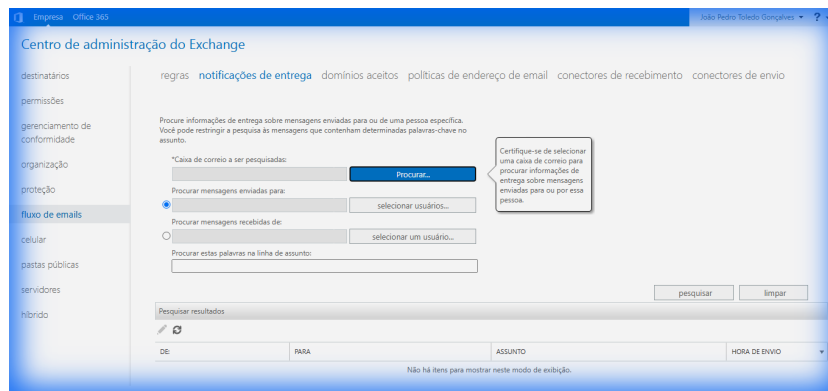 Empresa Office 365 João Pedro Toledo Gonçalves ?
Centro de administração do Exchange
destinatários
permissões
gerenciamento de
conformidade
organização
proteção
fluxo de emails
celular
pastas públicas
servidores
híbrido
regras notificações de entrega domínios aceitos políticas de endereço de email conectores de recebimento conectores de envio
Procure informações de entrega sobre mensagens enviadas para ou de uma pessoa específica.
Você pode restringir a pesquisa às mensagens que contenham determinadas palavras-chave no
assunto.
*Caixa de correio a ser pesquisadas:
Procurar...
Certifique-se de selecionar
uma caixa de correio para
procurar informações de
entrega sobre mensagens
enviadas para ou por essa
pessoa.
Procurar mensagens enviadas para:
selecionar usuários...
Procurar mensagens recebidas de:
selecionar um usuário...
Procurar estas palavras na linha de assunto:
pesquisar limpar
Pesquisar resultados
DE: PARA ASSUNTO HORA DE ENVIO
Não há itens para mostrar neste modo de exibição.